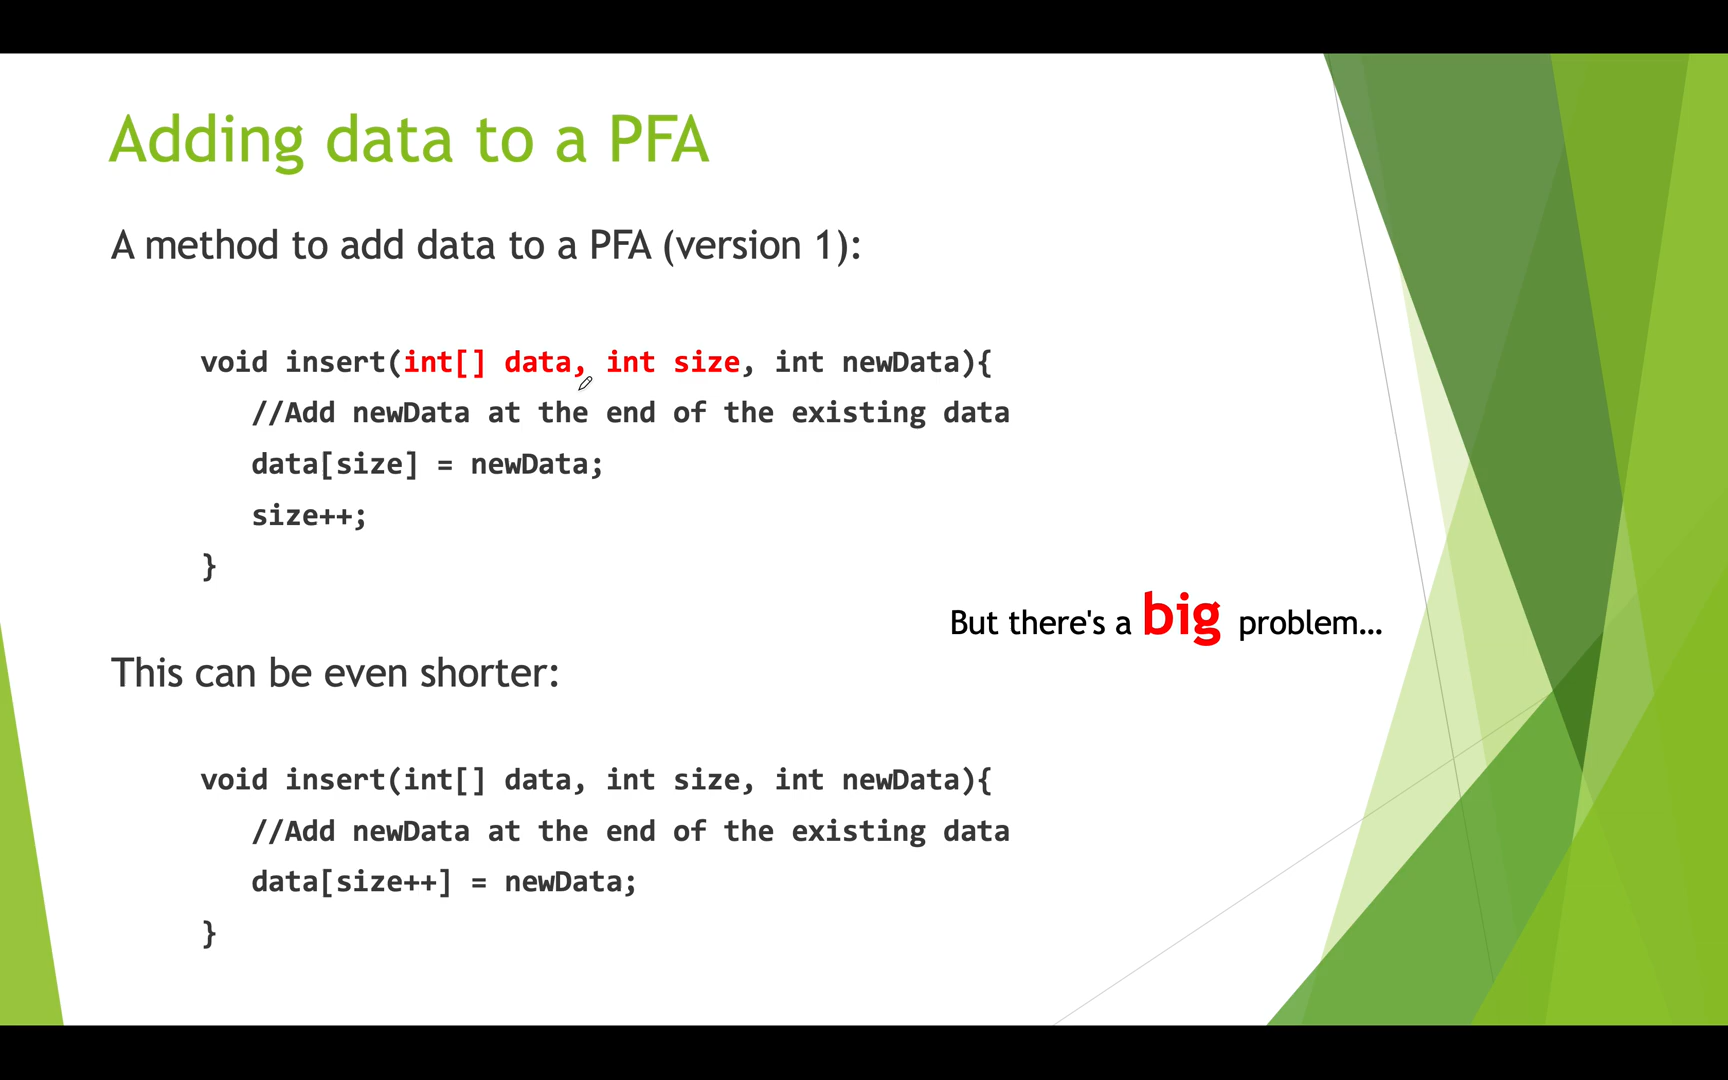 Adding data to a PFA
A method to add data to a PFA (version 1):
void insert(int[] data, int size, int newData){
//Add newData at the end of the existing data
data[size] = newData;
size++;
}
But there's a big problem...
This can be even shorter:
void insert(int[] data, int size, int newData){
//Add newData at the end of the existing data
data[size++] = newData;
}